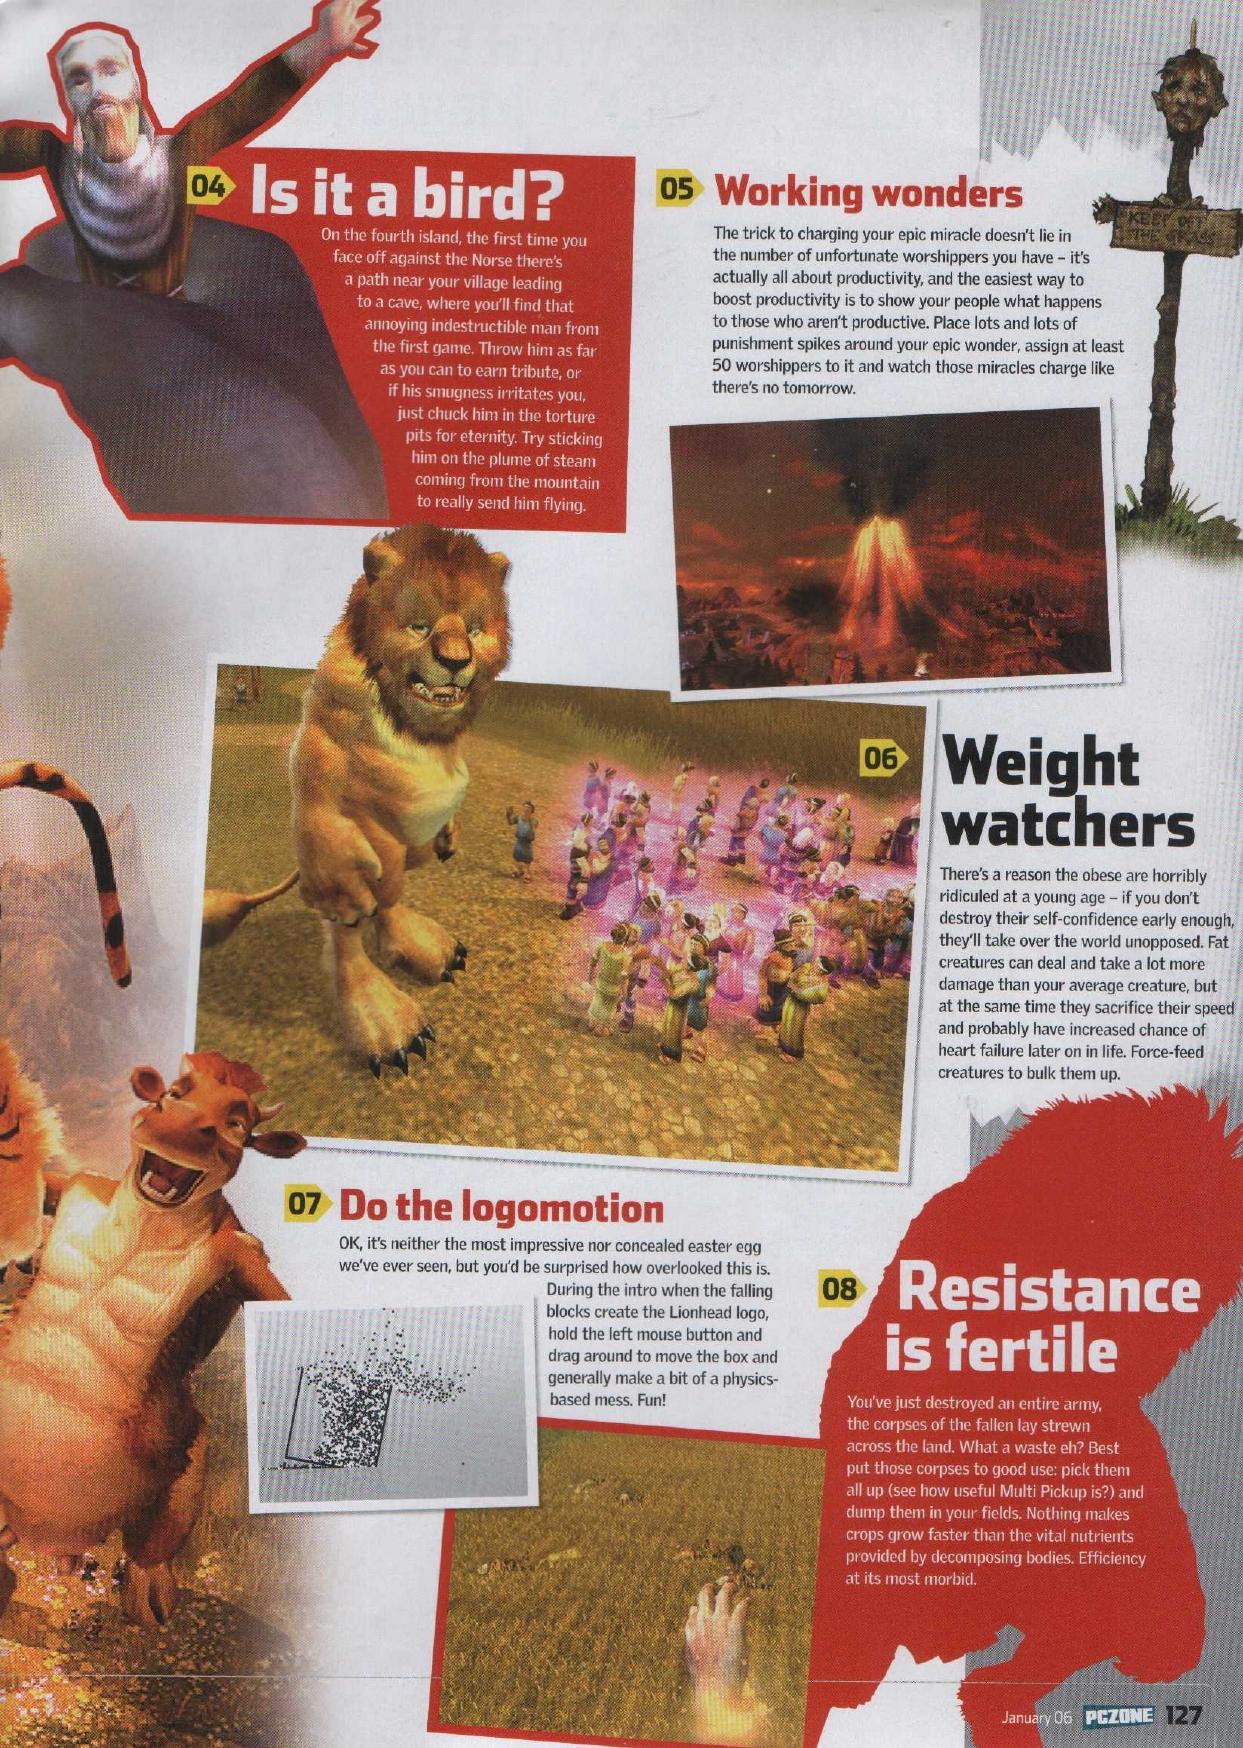 04 Is it a bird?
On the fourth island, the first time you
face off against the Norse there's
a path near your village leading
to a cave, where you'll find that
annoying indestructible man from
the first game. Throw him as far
as you can to earn tribute, or
if his smugness irritates you,
just chuck him in the torture
pits for eternity. Try sticking
him on the plume of steam
coming from the mountain
to really send him flying.
05 Working wonders
The trick to charging your epic miracle doesn't lie in
the number of unfortunate worshippers you have – it's
actually all about productivity, and the easiest way to
boost productivity is to show your people what happens
to those who aren't productive. Place lots and lots of
punishment spikes around your epic wonder, assign at least
50 worshippers to it and watch those miracles charge like
there's no tomorrow.
KEEP OFF
THE GRASS
06 Weight
watchers
There's a reason the obese are horribly
ridiculed at a young age – if you don't
destroy their self-confidence early enough,
they'll take over the world unopposed. Fat
creatures can deal and take a lot more
damage than your average creature, but
at the same time they sacrifice their speed
and probably have increased chance of
heart failure later on in life. Force-feed
creatures to bulk them up.
07 Do the logomotion
OK, it's neither the most impressive nor concealed easter egg
we've ever seen, but you'd be surprised how overlooked this is.
During the intro when the falling
blocks create the Lionhead logo,
hold the left mouse button and
drag around to move the box and
generally make a bit of a physics-
based mess. Fun!
08 Resistance
is fertile
You've just destroyed an entire army,
the corpses of the fallen lay strewn
across the land. What a waste eh? Best
put those corpses to good use: pick them
all up (see how useful Multi Pickup is?) and
dump them in your fields. Nothing makes
crops grow faster than the vital nutrients
provided by decomposing bodies. Efficiency
at its most morbid.
January 06 PCZONE 127